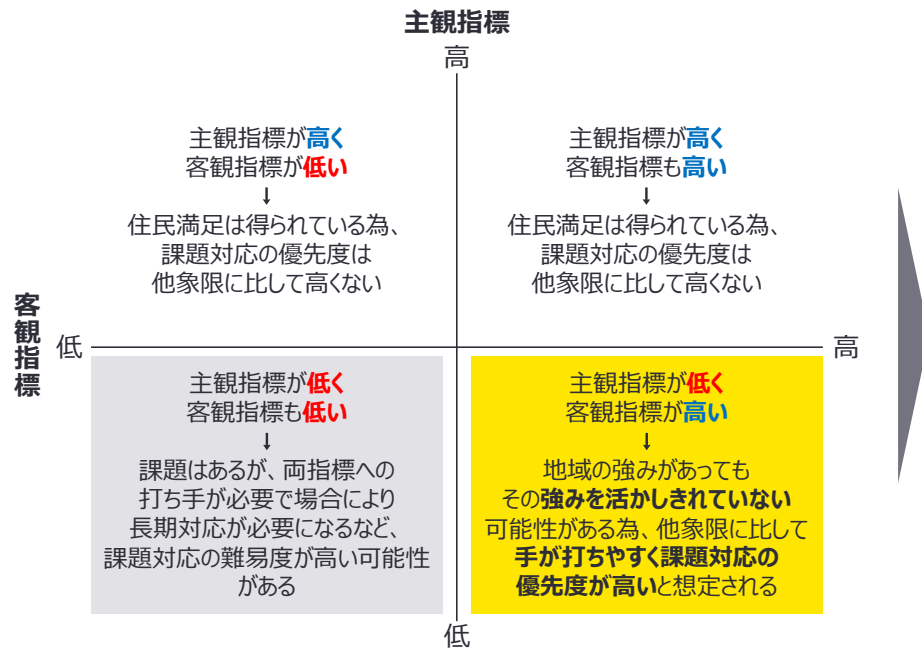 主観指標
高
主観指標が高く
客観指標が低い
↓
住民満足は得られている為、
課題対応の優先度は
他象限に比して高くない
主観指標が高く
客観指標も高い
↓
住民満足は得られている為、
課題対応の優先度は
他象限に比して高くない
客観指標
低
高
主観指標が低く
客観指標も低い
↓
課題はあるが、両指標への
打ち手が必要で場合により
長期対応が必要になるなど、
課題対応の難易度が高い可能性
がある
主観指標が低く
客観指標が高い
↓
地域の強みがあっても
その強みを活かしきれていない
可能性がある為、他象限に比して
手が打ちやすく課題対応の
優先度が高いと想定される
低